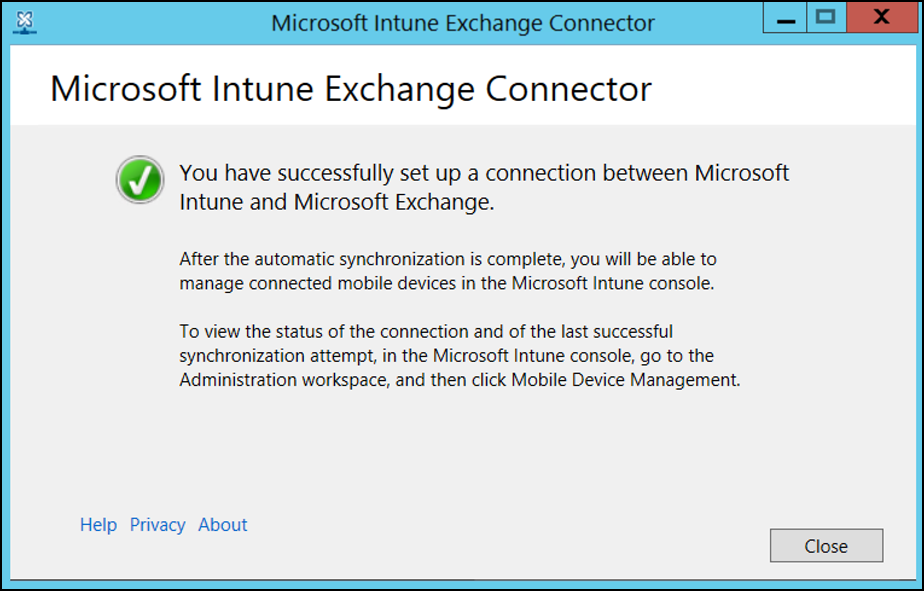 Microsoft Intune Exchange Connector
Microsoft Intune Exchange Connector
You have successfully set up a connection between Microsoft
Intune and Microsoft Exchange.
After the automatic synchronization is complete, you will be able to
manage connected mobile devices in the Microsoft Intune console.
To view the status of the connection and of the last successful
synchronization attempt, in the Microsoft Intune console, go to the
Administration workspace, and then click Mobile Device Management.
Help Privacy About
Close